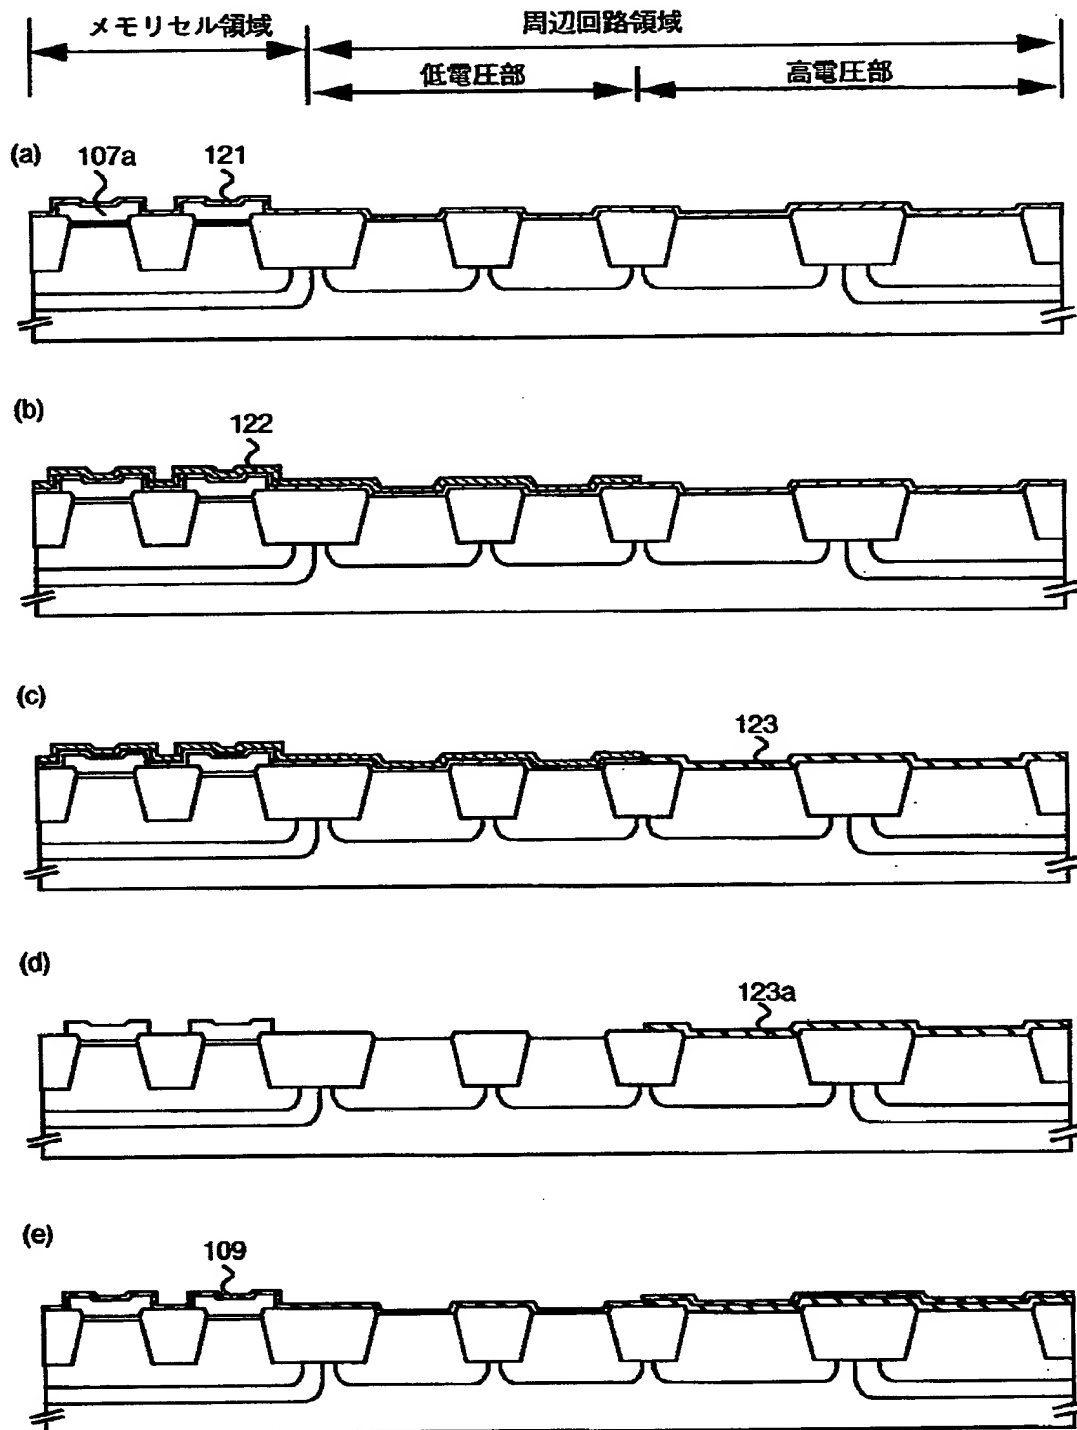 メモリセル領域 周辺回路領域
低電圧部 高電圧部
(a) 107a 121
(b)
122
(c)
123
(d)
123a
(e)
109